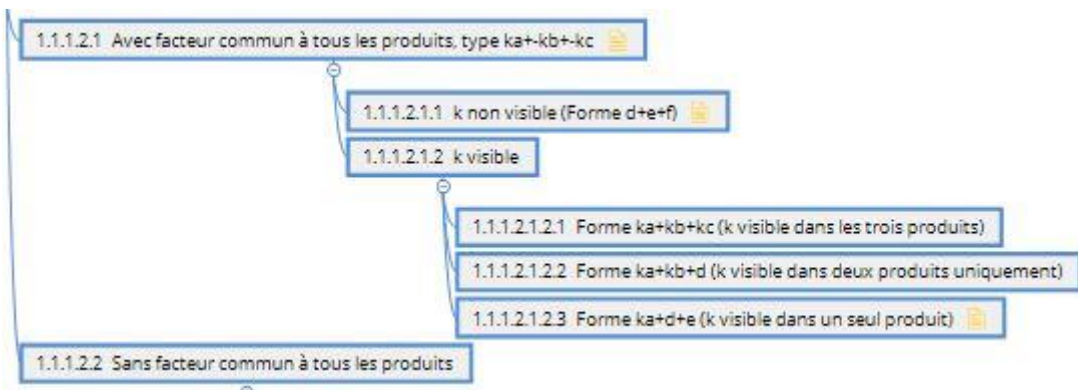 1.1.1.2.1 Avec facteur commun à tous les produits, type ka+-kb+-kc
1.1.1.2.1.1 k non visible (Forme d+e+f)
1.1.1.2.1.2 k visible
1.1.1.2.1.2.1 Forme ka+kb+kc (k visible dans les trois produits)
1.1.1.2.1.2.2 Forme ka+kb+d (k visible dans deux produits uniquement)
1.1.1.2.1.2.3 Forme ka+d+e (k visible dans un seul produit)
1.1.1.2.2 Sans facteur commun à tous les produits